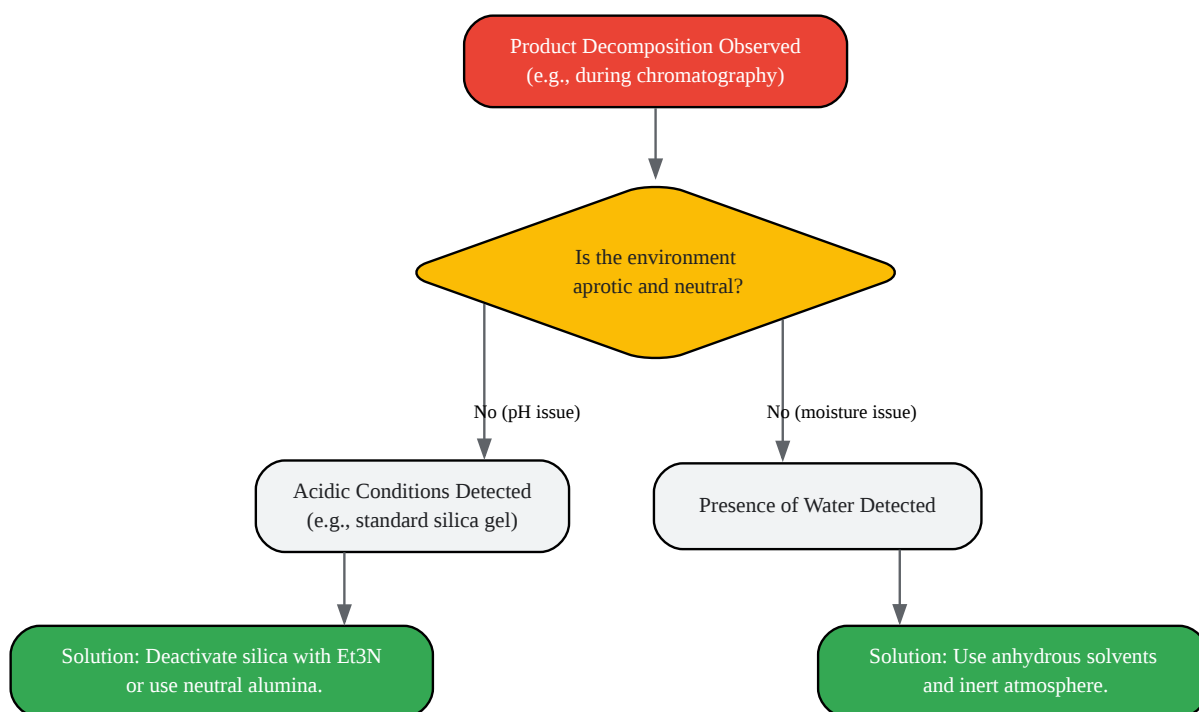 Product Decomposition Observed
(e.g., during chromatography)
Is the environment
aprotic and neutral?
No (pH issue)
No (moisture issue)
Acidic Conditions Detected
(e.g., standard silica gel)
Presence of Water Detected
Solution: Deactivate silica with Et3N
or use neutral alumina.
Solution: Use anhydrous solvents
and inert atmosphere.